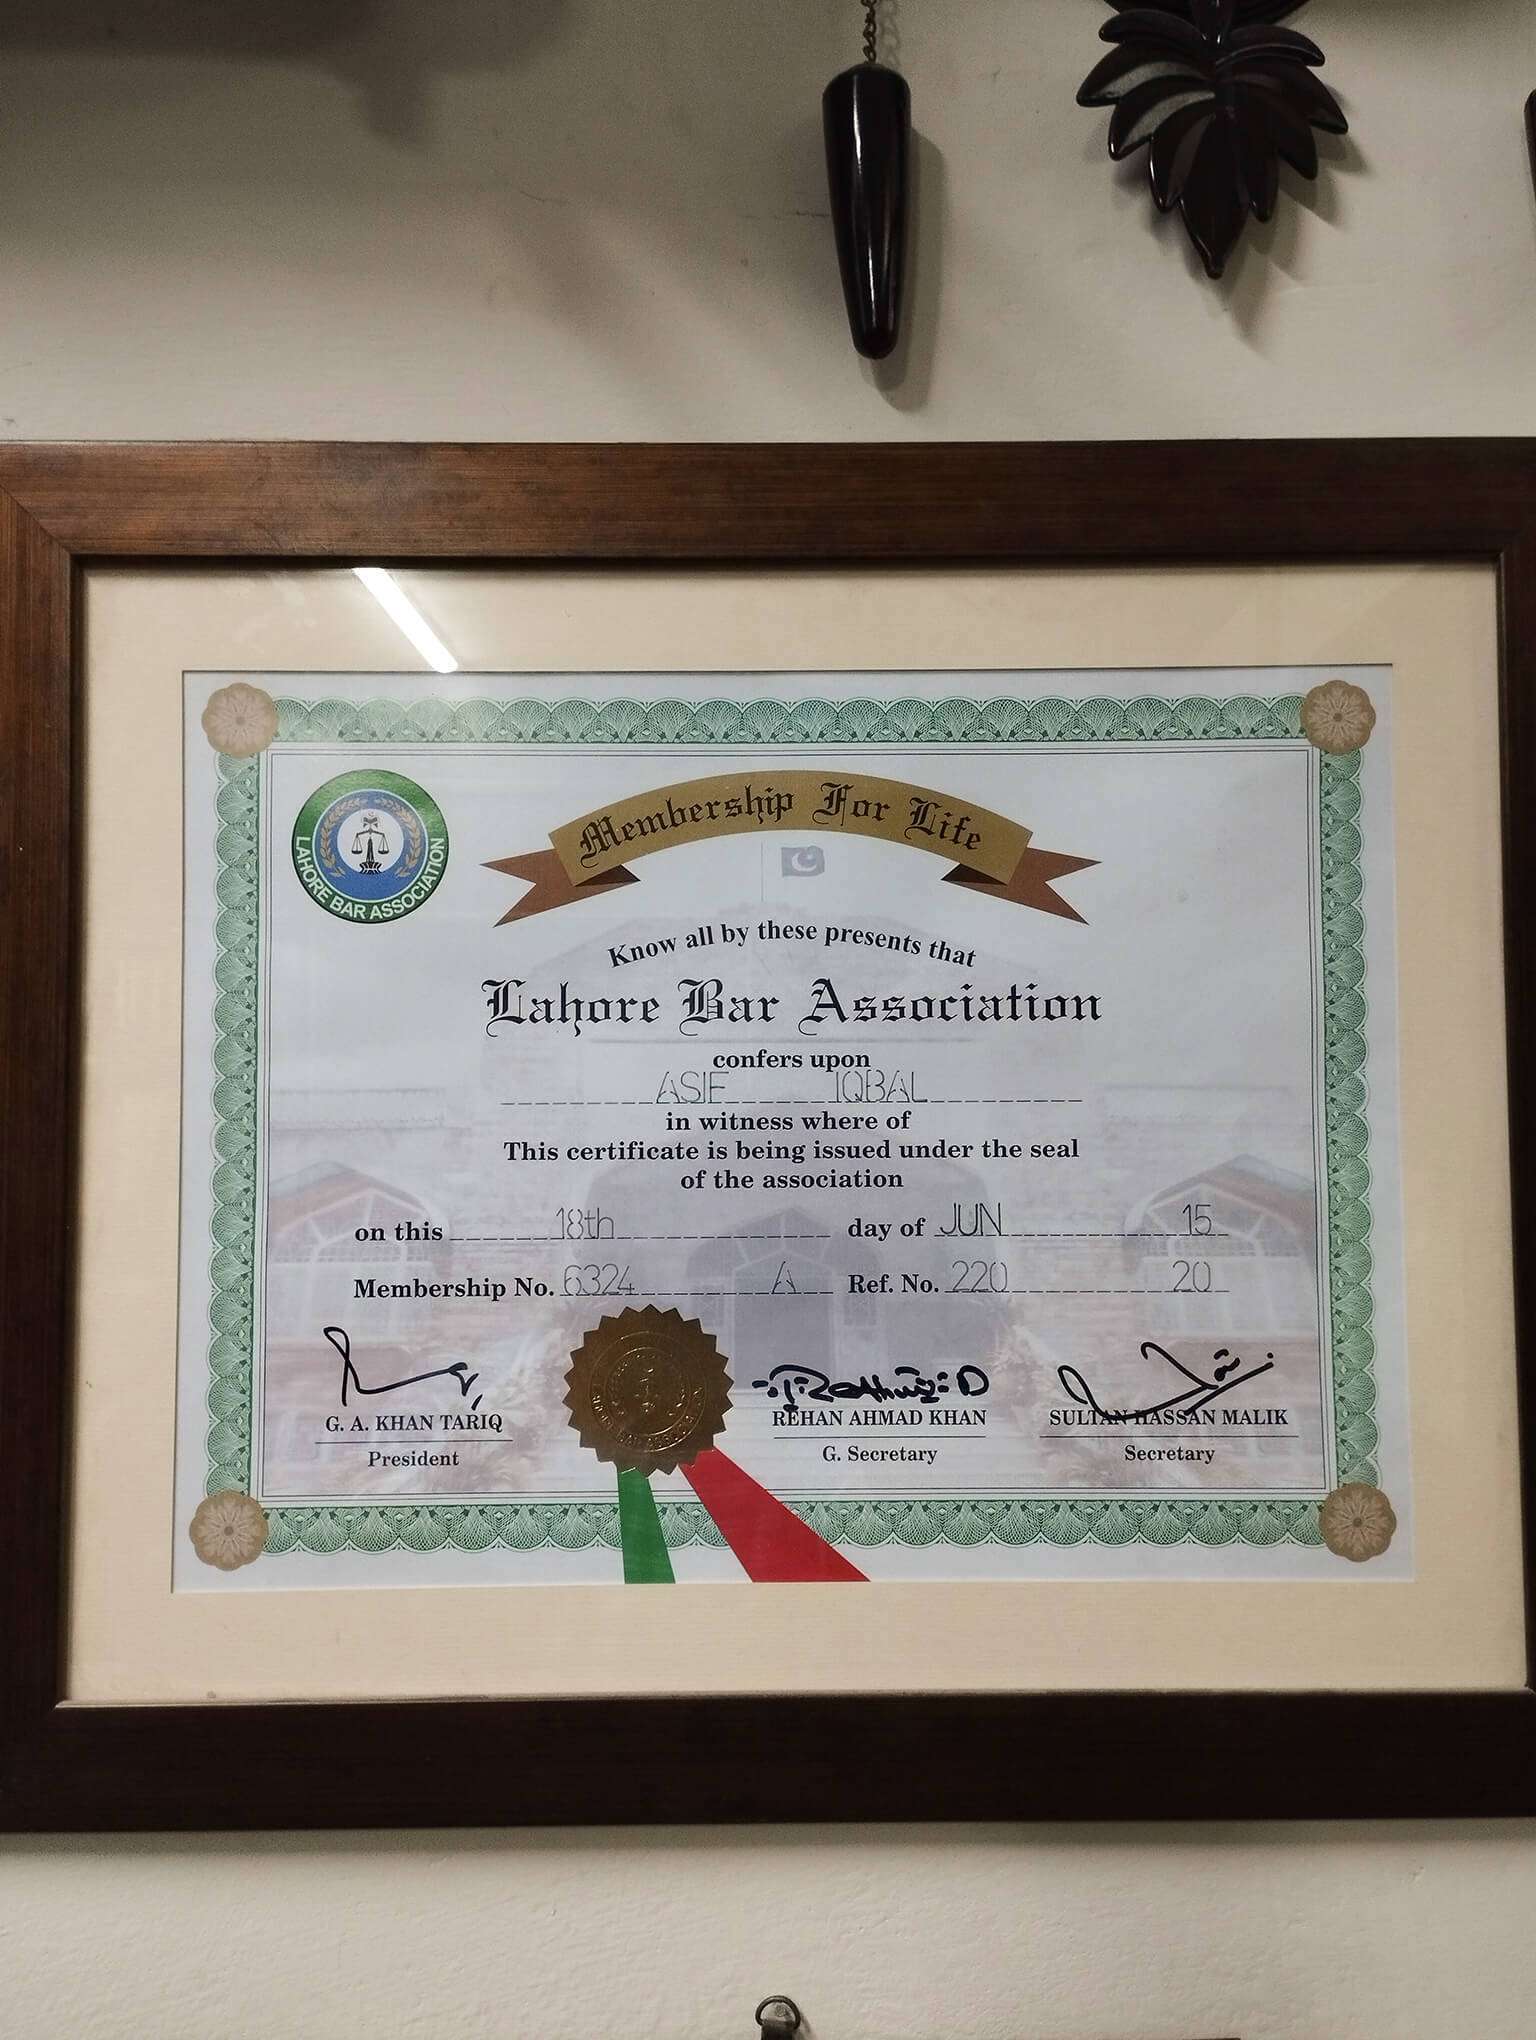 LAHORE BAR ASSOCIATION
Membership For Life
Know all by these presents that
Lahore Bar Association
confers upon
ASIF IQBAL
in witness where of
This certificate is being issued under the seal
of the association
on this 18th day of JUN 15
Membership No. 6324 A Ref. No. 220 20
G. A. KHAN TARIQ
President
REHAN AHMAD KHAN
G. Secretary
SULTAN HASSAN MALIK
Secretary